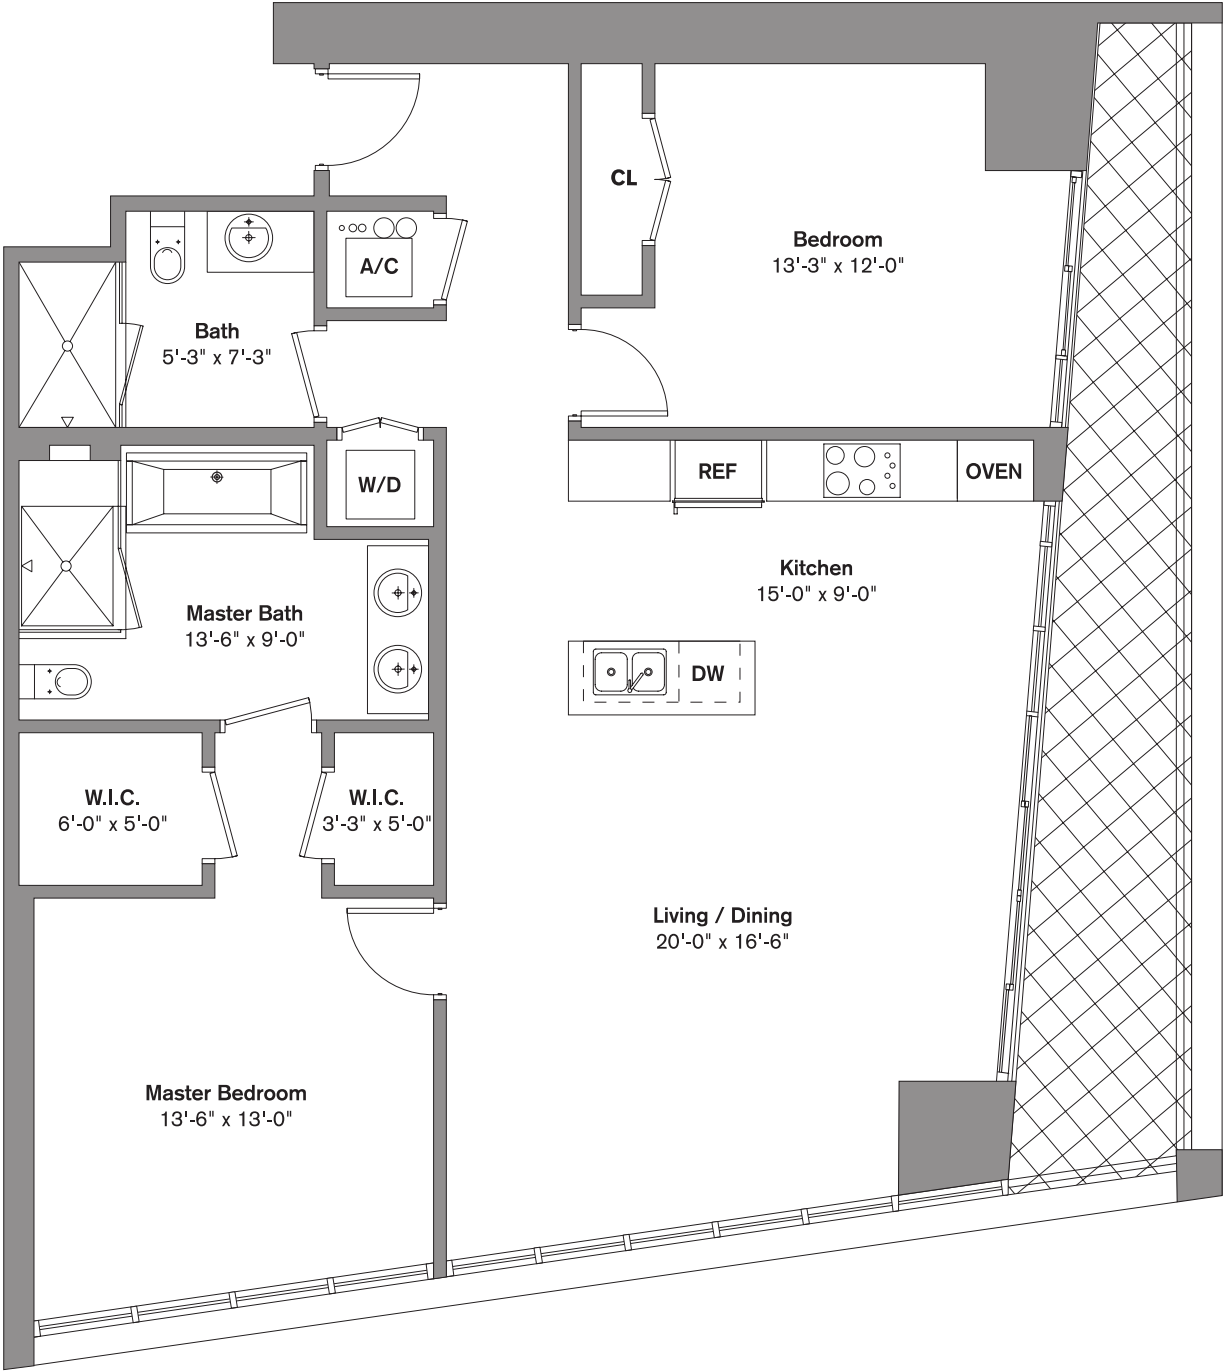 CL
Bedroom
13'-3" x 12'-0"
A/C
Bath
5'-3" x 7'-3"
W/D
REF
OVEN
Kitchen
15'-0" x 9'-0"
Master Bath
13'-6" x 9'-0"
DW
W.I.C.
6'-0" x 5'-0"
W.I.C.
3'-3" x 5'-0"
Living / Dining
20'-0" x 16'-6"
Master Bedroom
13'-6" x 13'-0"